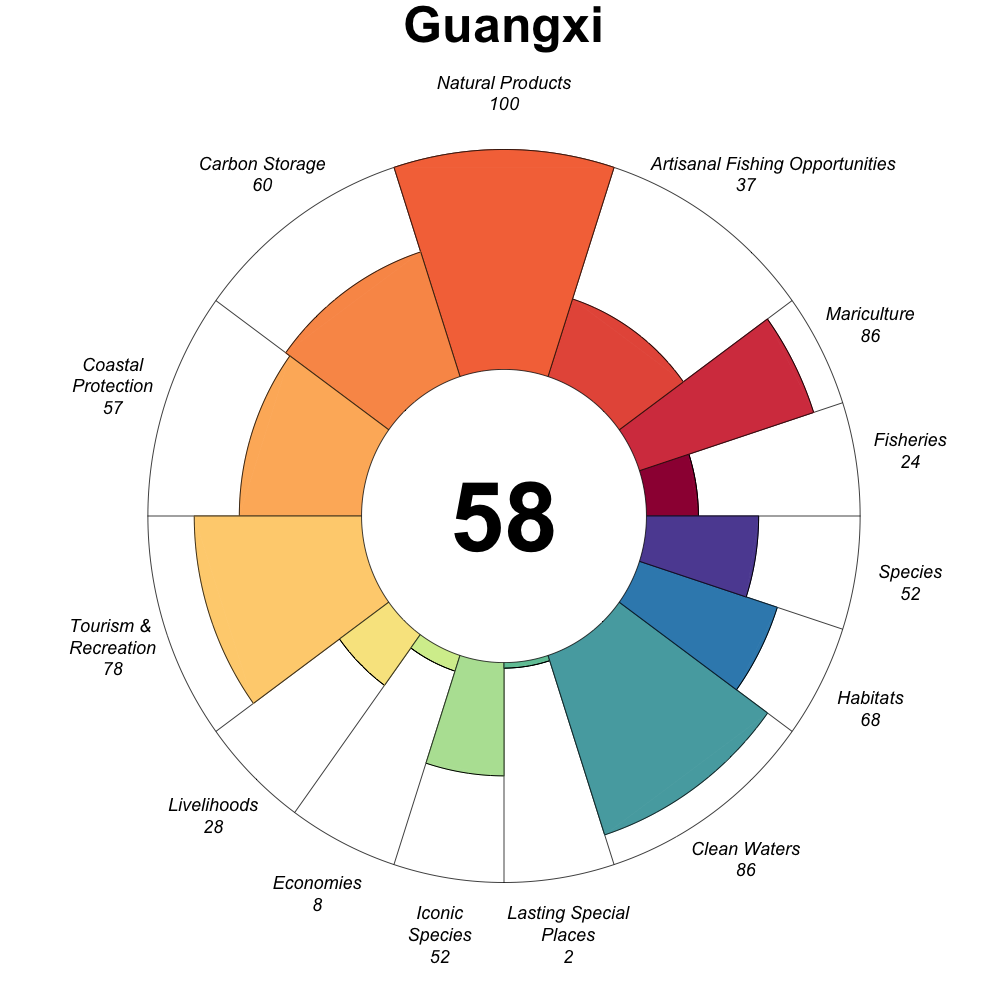 Guangxi
Natural Products
100
Carbon Storage
60
Artisanal Fishing Opportunities
37
Mariculture
86
Coastal
Protection
57
Fisheries
24
58
Species
52
Tourism &
Recreation
78
Habitats
68
Livelihoods
28
Clean Waters
86
Economies
8
Iconic
Species
52
Lasting Special
Places
2